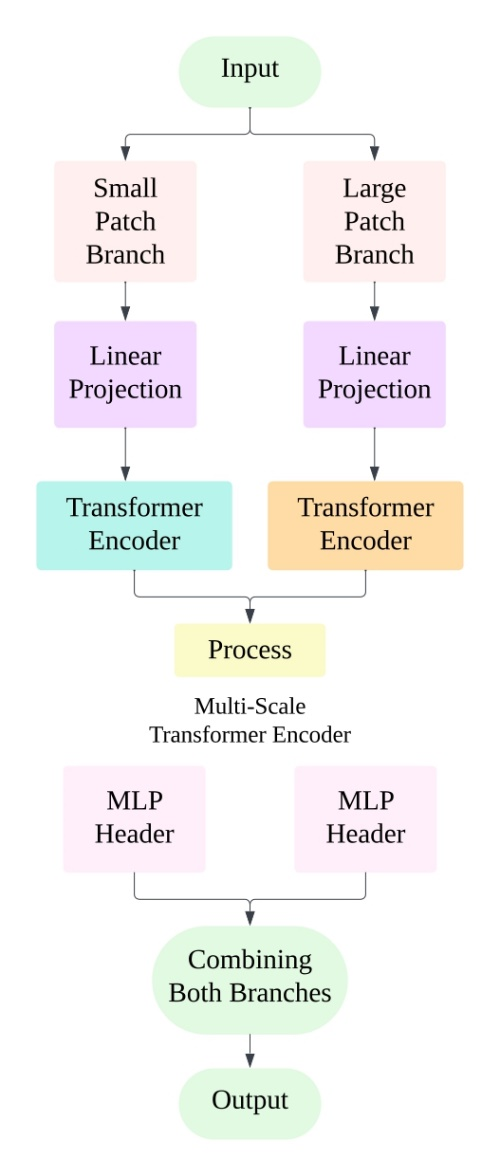 Input
Small
Patch
Branch
Large
Patch
Branch
Linear
Projection
Linear
Projection
Transformer
Encoder
Transformer
Encoder
Process
Multi-Scale
Transformer Encoder
MLP
Header
MLP
Header
Combining
Both Branches
Output